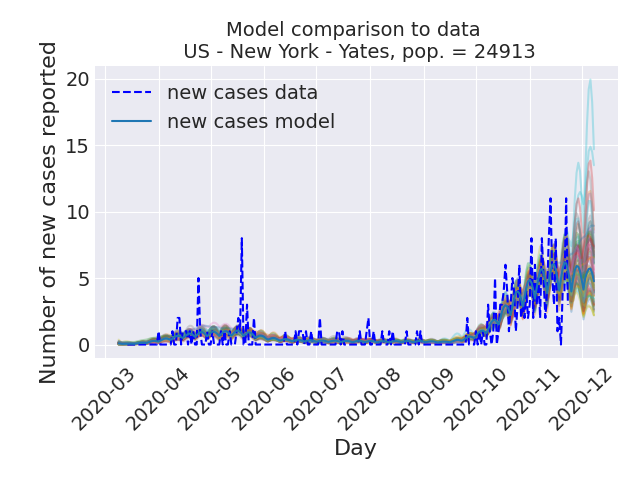 Model comparison to data
US - New York - Yates, pop. = 24913
new cases data
new cases model
Number of new cases reported
20
15
10
5
0
2020-03
2020-04
2020-05
2020-06
2020-07
2020-08
2020-09
2020-10
2020-11
2020-12
Day